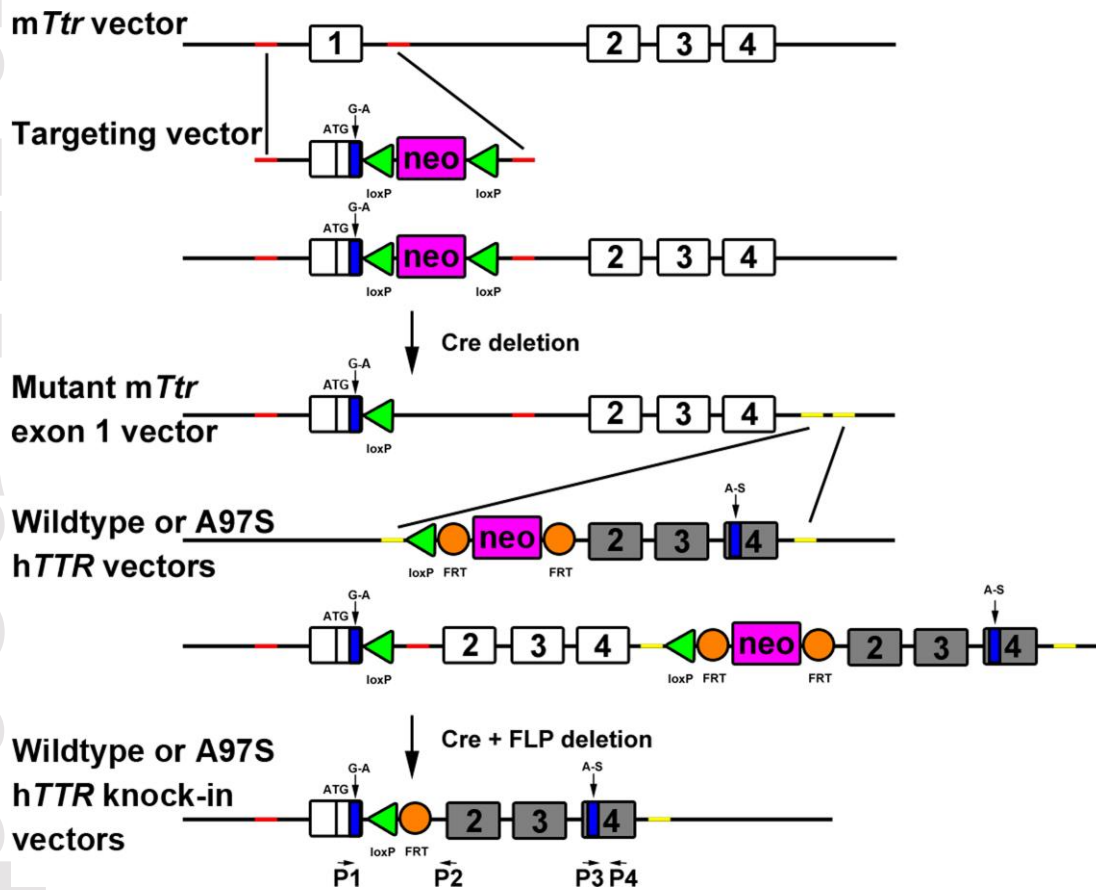 mTtr vector
1 2 3 4
G-A
ATG
Targeting vector
neo
loxP loxP
G-A
ATG
neo 2 3 4
loxP loxP
Cre deletion
G-A
Mutant mTtr
ATG
exon 1 vector
2 3 4
loxP
A-S
Wildtype or A97S
neo 2 3 4
hTTR vectors
loxP FRT FRT
G-A A-S
ATG
2 3 4 neo 2 3 4
loxP loxP FRT FRT
Cre + FLP deletion
Wildtype or A97S
G-A A-S
hTTR knock-in
ATG
2 3 4
vectors
loxP FRT
P1 P2 P3 P4